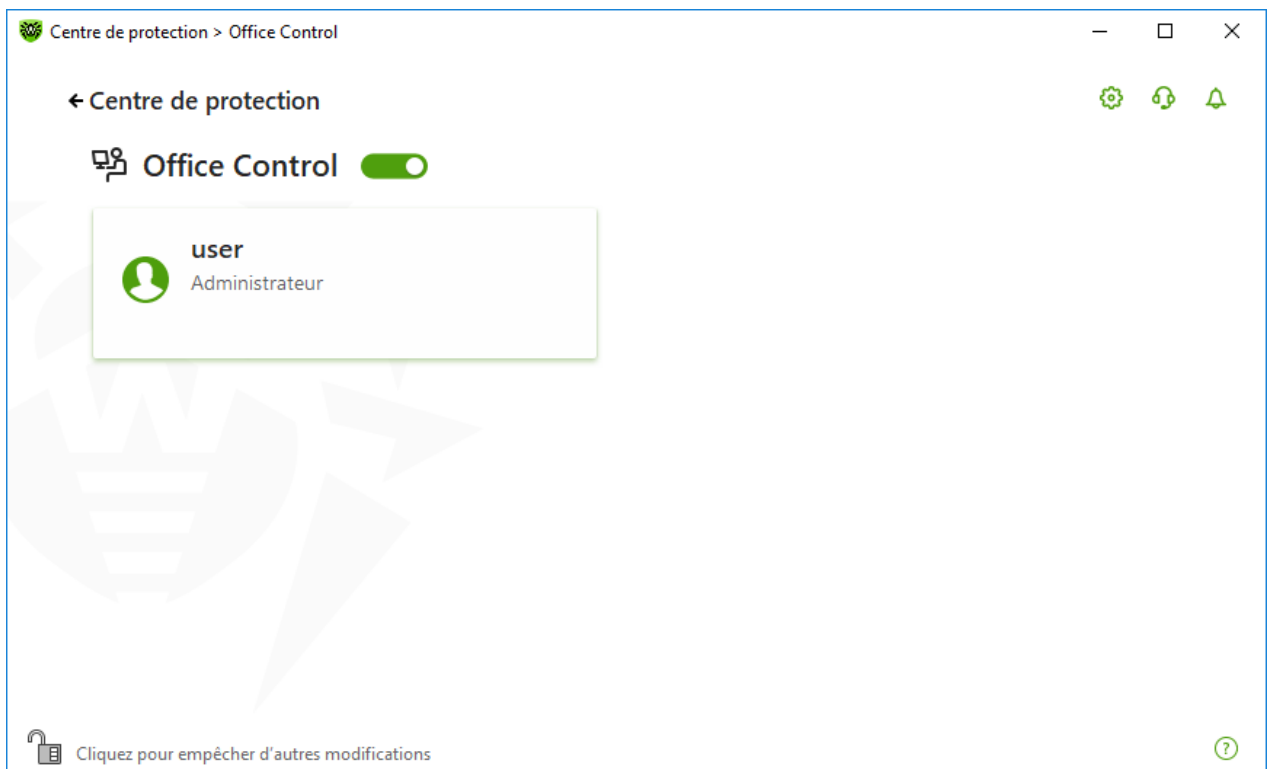 Centre de protection > Office Control
Centre de protection
Office Control
user
Administrateur
Cliquez pour empêcher d’autres modifications
?